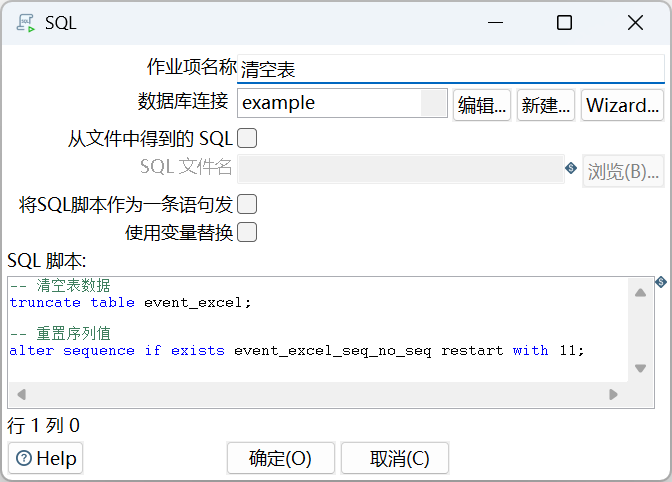 SQL
作业项名称 清空表
数据库连接 example 编辑... 新建... Wizard...
从文件中得到的 SQL
SQL 文件名 浏览(B)...
将SQL脚本作为一条语句发
使用变量替换
SQL 脚本:
-- 清空表数据
truncate table event_excel;
-- 重置序列值
alter sequence if exists event_excel_seq_no_seq restart with 11;
行 1 列 0
Help 确定(O) 取消(C)